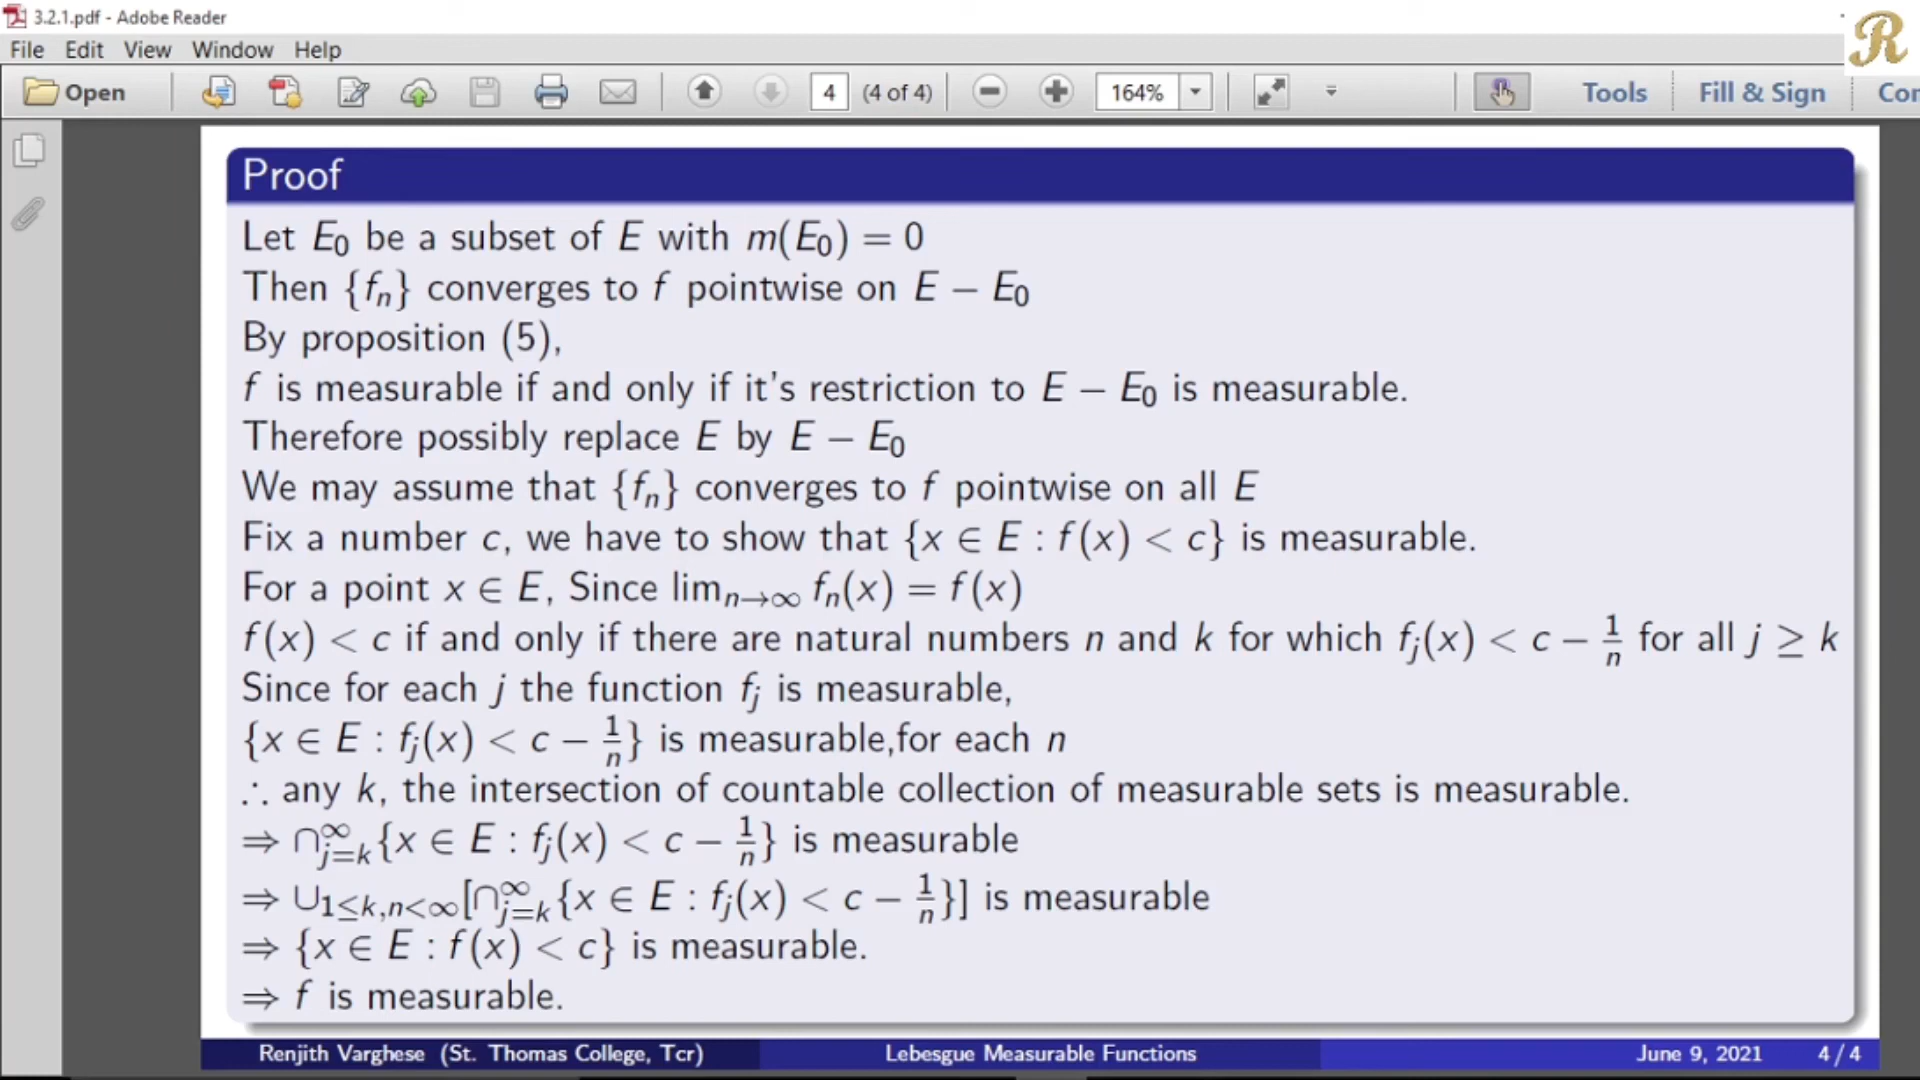 3.2.1.pdf - Adobe Reader
R
File Edit View Window Help
Open 4 (4 of 4) 164% Tools Fill & Sign Cor
Proof
Let E₀ be a subset of E with m(E₀) = 0
Then {fₙ} converges to f pointwise on E − E₀
By proposition (5),
f is measurable if and only if it's restriction to E − E₀ is measurable.
Therefore possibly replace E by E − E₀
We may assume that {fₙ} converges to f pointwise on all E
Fix a number c, we have to show that {x ∈ E : f(x) < c} is measurable.
For a point x ∈ E, Since limₙ→∞ fₙ(x) = f(x)
f(x) < c if and only if there are natural numbers n and k for which fⱼ(x) < c − 1/n for all j ≥ k
Since for each j the function fⱼ is measurable,
{x ∈ E : fⱼ(x) < c − 1/n} is measurable,for each n
∴ any k, the intersection of countable collection of measurable sets is measurable.
⇒ ∩_{j=k}^∞{x ∈ E : fⱼ(x) < c − 1/n} is measurable
⇒ ∪_{1≤k,n<∞}[∩_{j=k}^∞{x ∈ E : fⱼ(x) < c − 1/n}] is measurable
⇒ {x ∈ E : f(x) < c} is measurable.
⇒ f is measurable.
Renjith Varghese (St. Thomas College, Tcr) Lebesgue Measurable Functions June 9, 2021 4 / 4